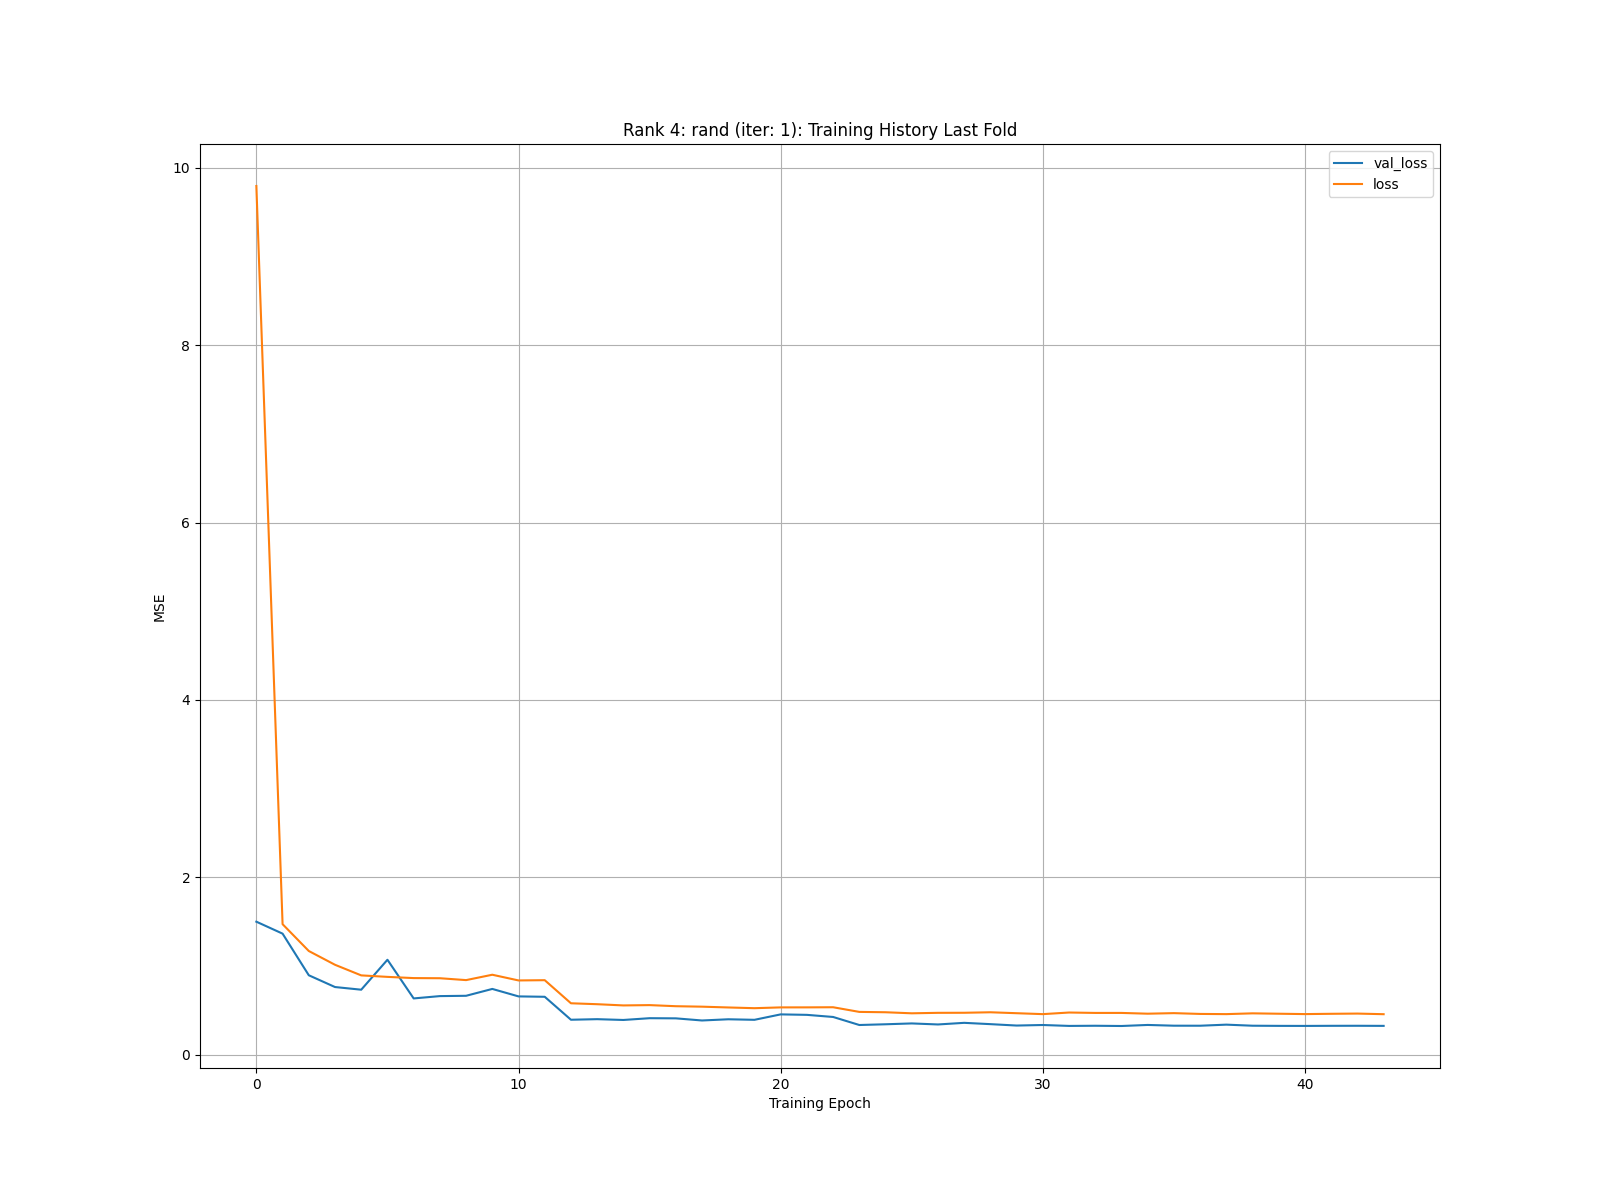 Rank 4: rand (iter: 1): Training History Last Fold
val_loss
loss
10
8
6
4
2
0
MSE
0 10 20 30 40
Training Epoch